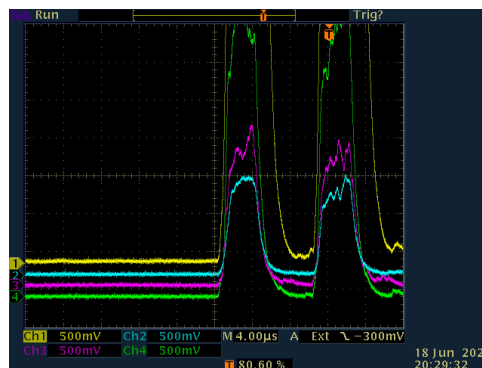 Run Trig?
T
T
1
2
3
4
Ch1 500mV Ch2 500mV M 4.00µs A Ext -300mV
Ch3 500mV Ch4 500mV
18 Jun 202
T 80.60 % 20:29:32